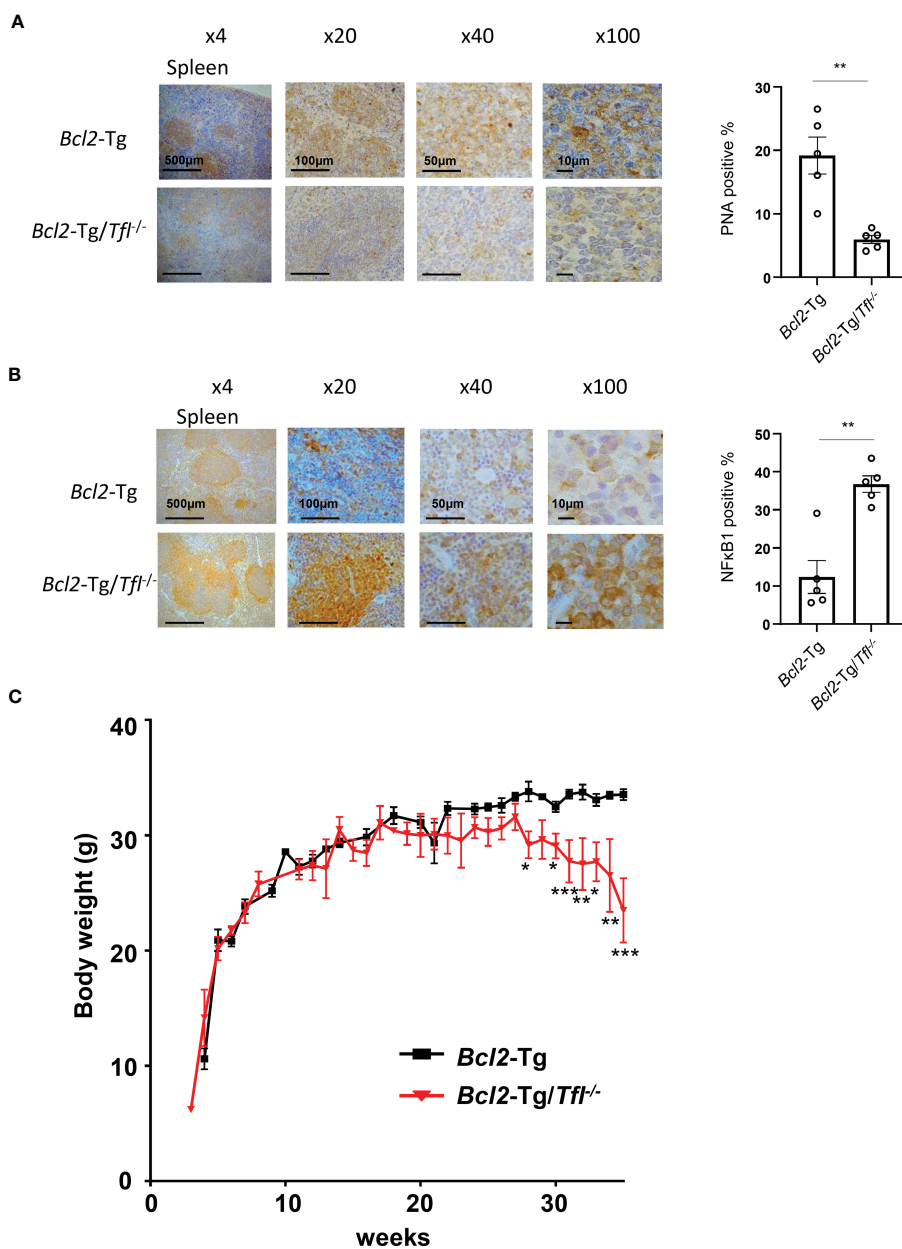 A
x4 x20 x40 x100
Spleen
Bcl2-Tg
500μm 100μm 50μm 10μm
Bcl2-Tg/Tfl-/-
**
PNA positive %
30
20
10
0
Bcl2-Tg
Bcl2-Tg/Tfl-/-
B
x4 x20 x40 x100
Spleen
Bcl2-Tg
500μm 100μm 50μm 10μm
Bcl2-Tg/Tfl-/-
**
NFκB1 positive %
50
40
30
20
10
0
Bcl2-Tg
Bcl2-Tg/Tfl-/-
C
Body weight (g)
40
30
20
10
0
* * *** ** * ** ***
Bcl2-Tg
Bcl2-Tg/Tfl-/-
0 10 20 30
weeks